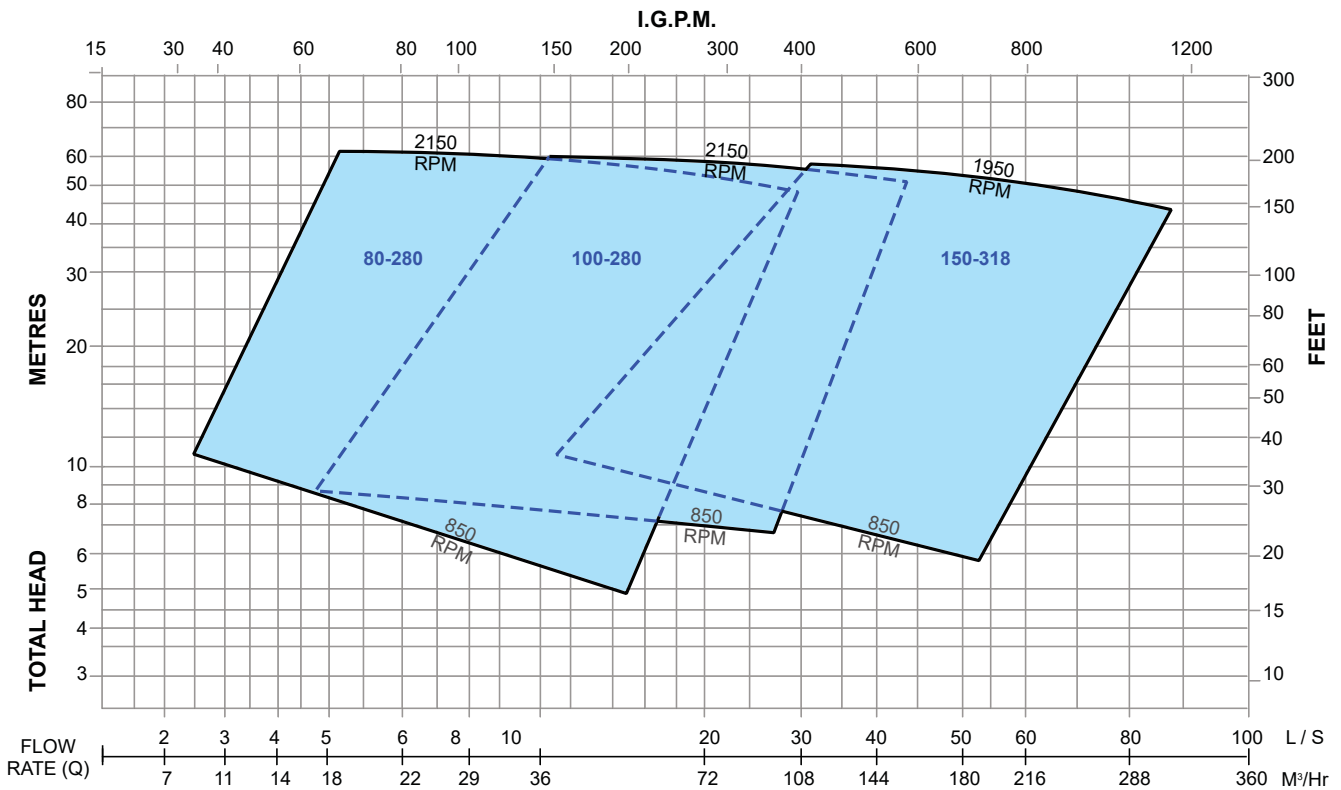 I.G.P.M.
15 30 40 60 80 100 150 200 300 400 600 800 1200
80
60
50
40
30
20
10
8
6
5
4
3
METRES
TOTAL HEAD
300
200
150
100
80
60
50
40
30
20
15
10
FEET
2150
RPM
2150
RPM
1950
RPM
80-280
100-280
150-318
850
RPM
850
RPM
850
RPM
FLOW
RATE (Q)
2 3 4 5 6 8 10 20 30 40 50 60 80 100 L / S
7 11 14 18 22 29 36 72 108 144 180 216 288 360 M³/Hr